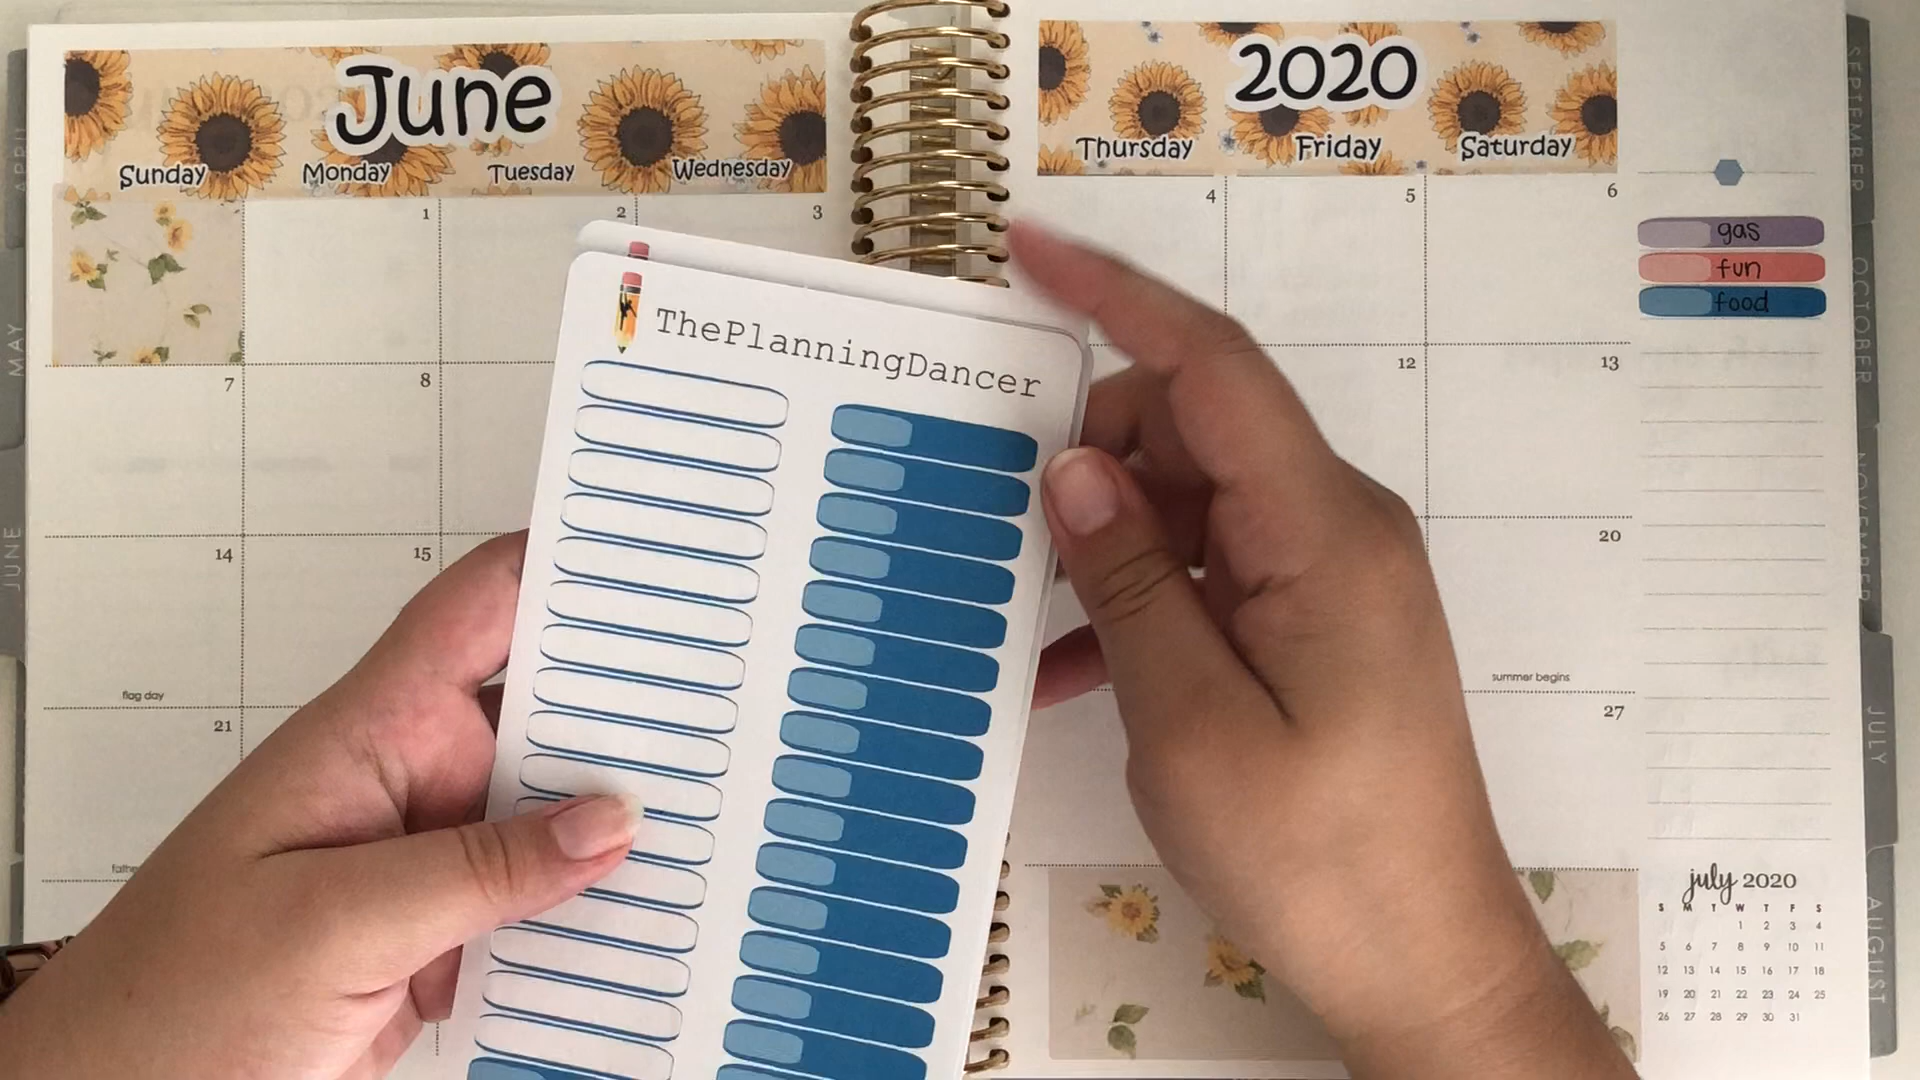 June
2020
Sunday Monday Tuesday Wednesday
Thursday Friday Saturday
1 2 3
4 5 6
gas
fun
food
7 8
12 13
14 15
20
flag day
summer begins
21
27
ThePlanningDancer
july 2020
S M T W T F S
1 2 3 4
5 6 7 8 9 10 11
12 13 14 15 16 17 18
19 20 21 22 23 24 25
26 27 28 29 30 31
APRIL
MAY
JUNE
SEPTEMBER
OCTOBER
NOVEMBER
JULY
AUGUST